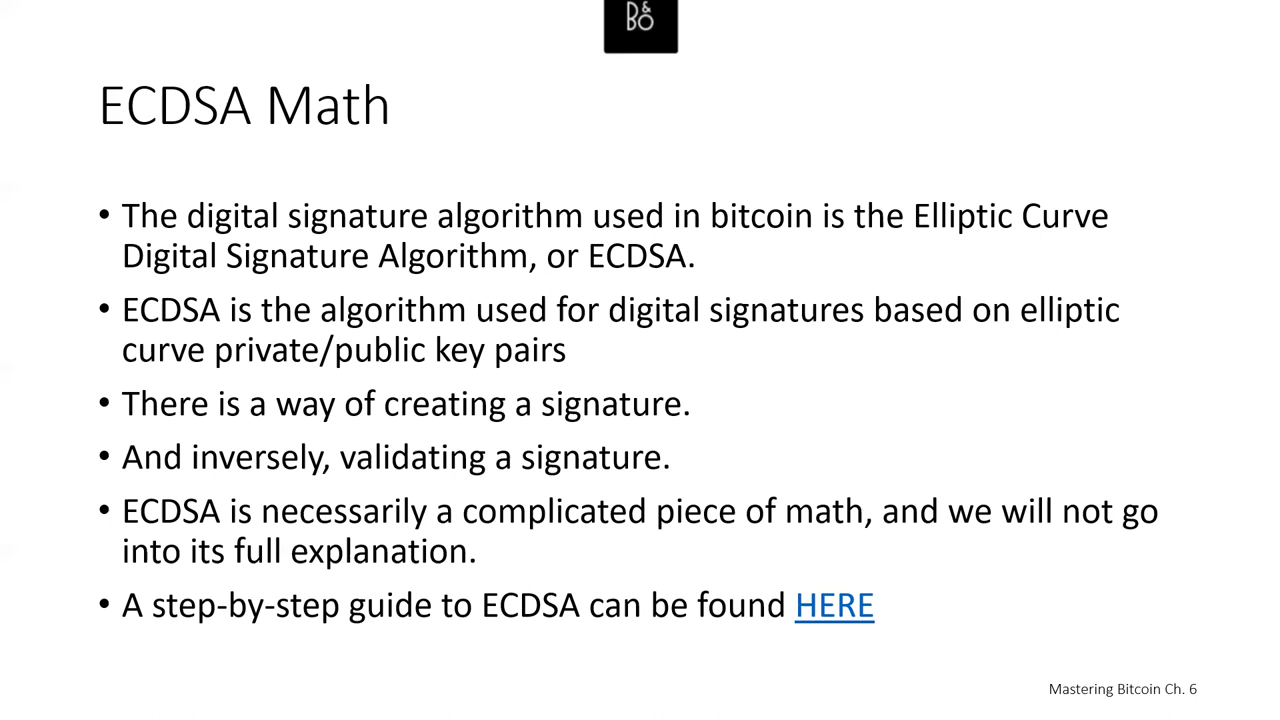 D&
BO
ECDSA Math
• The digital signature algorithm used in bitcoin is the Elliptic Curve
Digital Signature Algorithm, or ECDSA.
• ECDSA is the algorithm used for digital signatures based on elliptic
curve private/public key pairs
• There is a way of creating a signature.
• And inversely, validating a signature.
• ECDSA is necessarily a complicated piece of math, and we will not go
into its full explanation.
• A step-by-step guide to ECDSA can be found HERE
Mastering Bitcoin Ch. 6